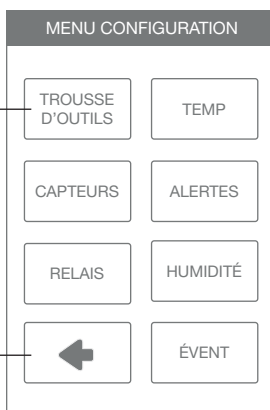 MENU CONFIGURATION
TROUSSE
D'OUTILS
TEMP
CAPTEURS
ALERTES
RELAIS
HUMIDITÉ
ÉVENT